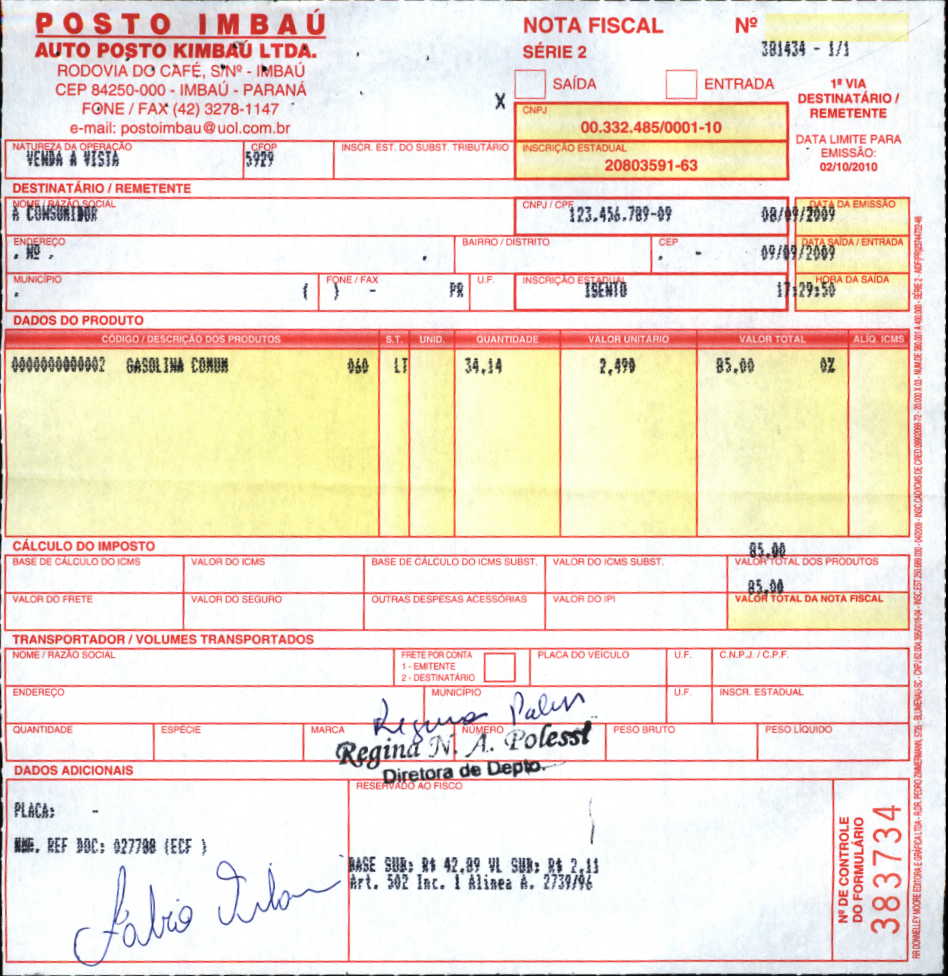 POSTO IMBAÚ
AUTO POSTO KIMBAÚ LTDA.
RODOVIA DO CAFÉ, S/Nº - IMBAÚ
CEP 84250-000 - IMBAÚ - PARANÁ
FONE / FAX (42) 3278-1147
e-mail: postoimbau@uol.com.br
NOTA FISCAL Nº
SÉRIE 2 381434 - 1/1
SAÍDA ENTRADA
X
1ª VIA
DESTINATÁRIO /
REMETENTE
DATA LIMITE PARA
EMISSÃO:
02/10/2010
CNPJ
00.332.485/0001-10
NATUREZA DA OPERAÇÃO CFOP INSCR. EST. DO SUBST. TRIBUTÁRIO INSCRIÇÃO ESTADUAL
VENDA A VISTA 5929 20803591-63
DESTINATÁRIO / REMETENTE
NOME / RAZÃO SOCIAL CNPJ / CPF DATA DA EMISSÃO
A CONSUMIDOR 123.456.789-09 08/09/2009
ENDEREÇO BAIRRO / DISTRITO CEP DATA SAÍDA / ENTRADA
. Nº . . . - 09/09/2009
MUNICÍPIO FONE / FAX U.F. INSCRIÇÃO ESTADUAL HORA DA SAÍDA
. ( ) - PR ISENTO 17:29:50
DADOS DO PRODUTO
CÓDIGO / DESCRIÇÃO DOS PRODUTOS S.T. UNID. QUANTIDADE VALOR UNITÁRIO VALOR TOTAL ALÍQ. ICMS
0000000000002 GASOLINA COMUM 060 LT 34,14 2,490 85,00 0%
CÁLCULO DO IMPOSTO 85,00
BASE DE CÁLCULO DO ICMS VALOR DO ICMS BASE DE CÁLCULO DO ICMS SUBST. VALOR DO ICMS SUBST. VALOR TOTAL DOS PRODUTOS
85,00
VALOR DO FRETE VALOR DO SEGURO OUTRAS DESPESAS ACESSÓRIAS VALOR DO IPI VALOR TOTAL DA NOTA FISCAL
TRANSPORTADOR / VOLUMES TRANSPORTADOS
NOME / RAZÃO SOCIAL FRETE POR CONTA PLACA DO VEÍCULO U.F. C.N.P.J. / C.P.F.
1 - EMITENTE
2 - DESTINATÁRIO
ENDEREÇO MUNICÍPIO U.F. INSCR. ESTADUAL
QUANTIDADE ESPÉCIE MARCA NÚMERO PESO BRUTO PESO LÍQUIDO
Regina N. A. Polessi
Diretora de Depto.
DADOS ADICIONAIS
RESERVADO AO FISCO
PLACA: -
REF DOC: 027708 (ECF )
BASE SUB: R$ 42,89 VL SUB: R$ 2,11
Art. 502 Inc. 1 Alinea A. 2739/96
Nº DE CONTROLE
DO FORMULÁRIO
383734